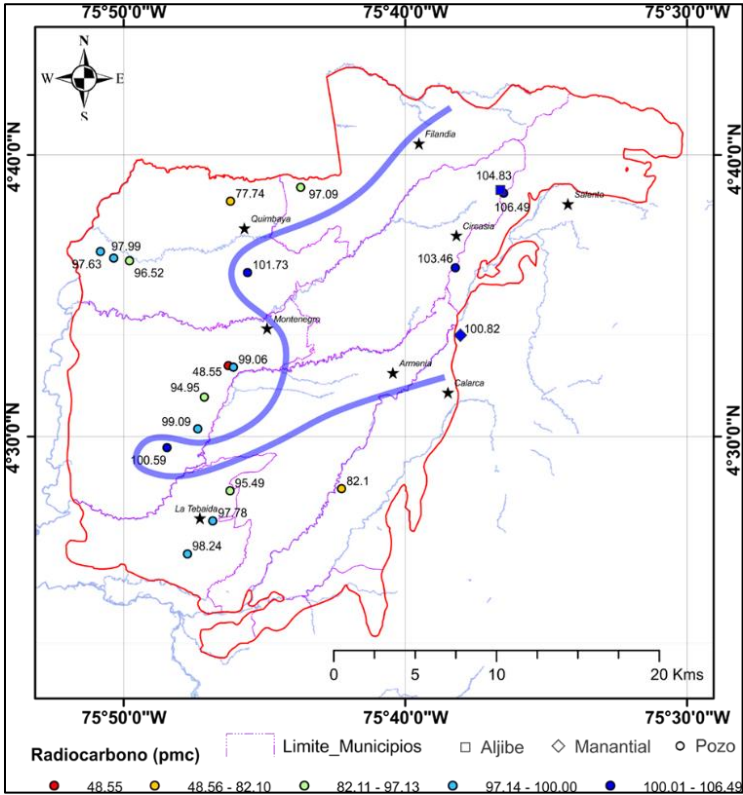 75°50'0"W 75°40'0"W 75°30'0"W
N
W E
S
4°40'0"N
4°40'0"N
Filandia
104.83
106.49
Salento
77.74
97.09
Quimbaya
Circasia
97.99
97.63
96.52
101.73
103.46
Montenegro
100.82
99.06
48.55
Armenia
94.95
Calarca
99.09
4°30'0"N
4°30'0"N
100.59
95.49
82.1
La Tebaida
97.78
98.24
0 5 10 20 Kms
75°50'0"W 75°40'0"W 75°30'0"W
Radiocarbono (pmc) Limite_Municipios Aljibe Manantial Pozo
48.55 48.56 - 82.10 82.11 - 97.13 97.14 - 100.00 100.01 - 106.49